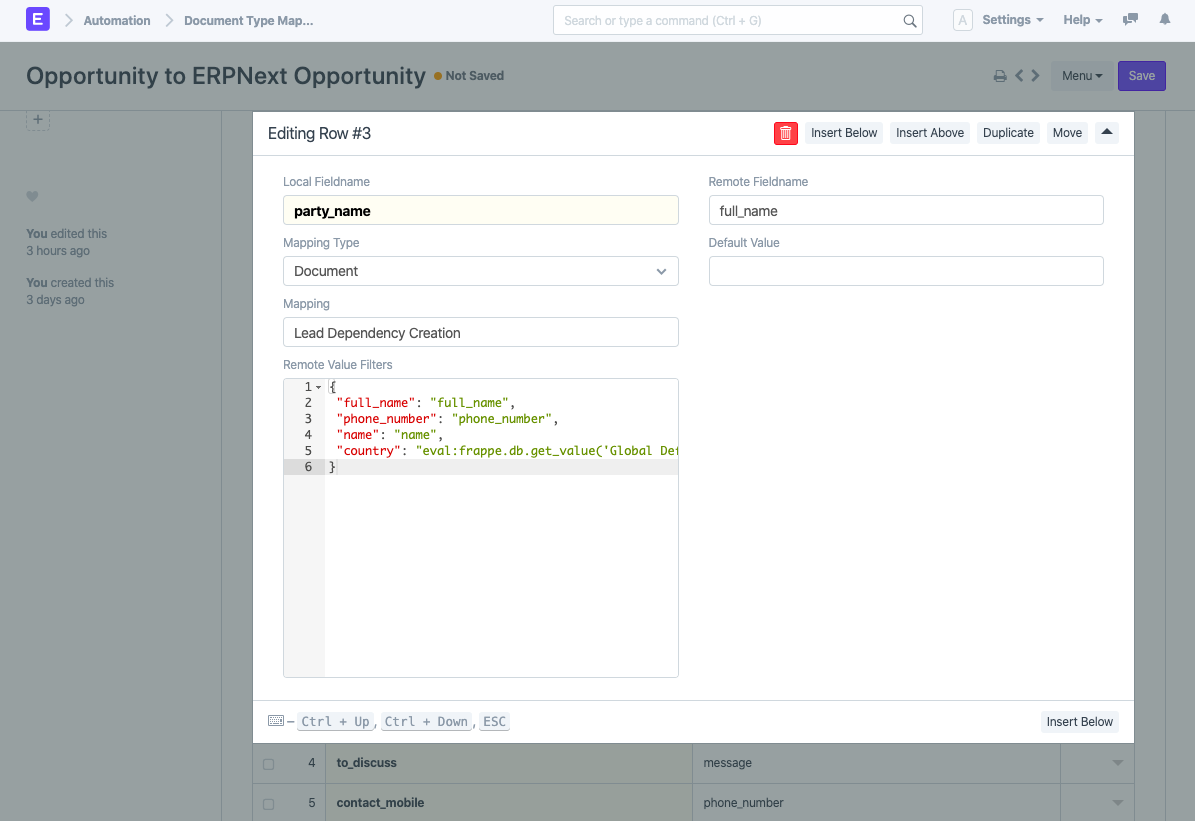 E Automation Document Type Map... Search or type a command (Ctrl + G) A Settings Help
Opportunity to ERPNext Opportunity Not Saved Menu Save
+
You edited this
3 hours ago
You created this
3 days ago
Editing Row #3 Insert Below Insert Above Duplicate Move
Local Fieldname
party_name
Remote Fieldname
full_name
Mapping Type
Document
Default Value
Mapping
Lead Dependency Creation
Remote Value Filters
1 {
2 "full_name": "full_name",
3 "phone_number": "phone_number",
4 "name": "name",
5 "country": "eval:frappe.db.get_value('Global Def
6 }
– Ctrl + Up, Ctrl + Down, ESC Insert Below
4 to_discuss message
5 contact_mobile phone_number